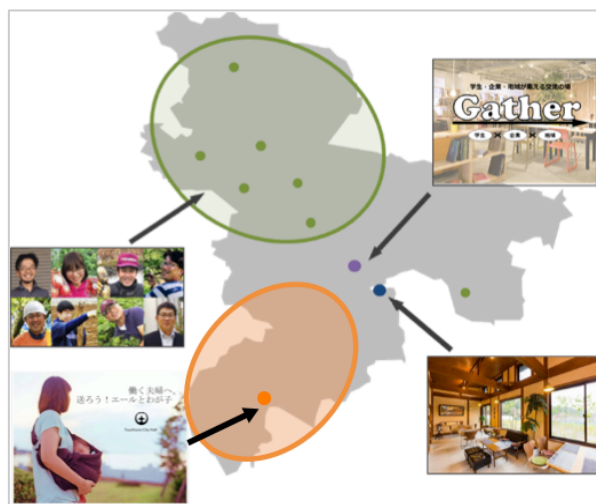 学生・企業・地域が集える交流の場
Gather
学生 × 企業 × 地域
働く夫婦へ、
送ろう！エールとわが子